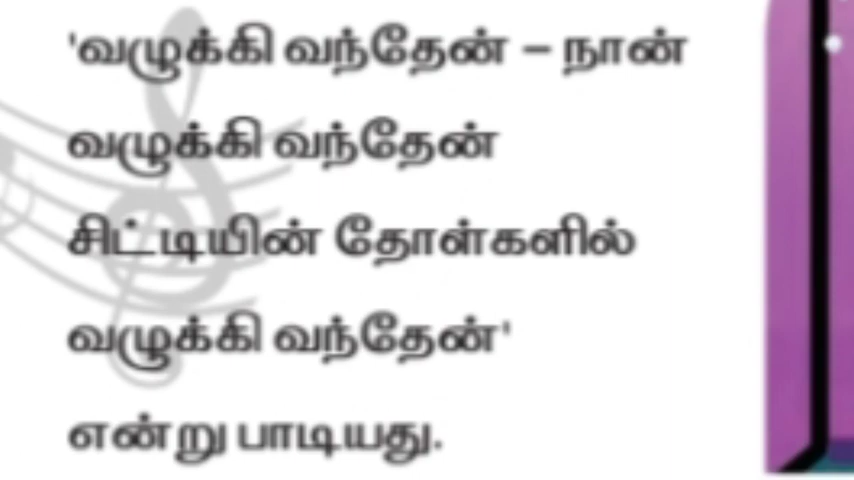 'வழுக்கி வந்தேன் – நான்
வழுக்கி வந்தேன்
சிட்டியின் தோள்களில்
வழுக்கி வந்தேன்'
என்று பாடியது.